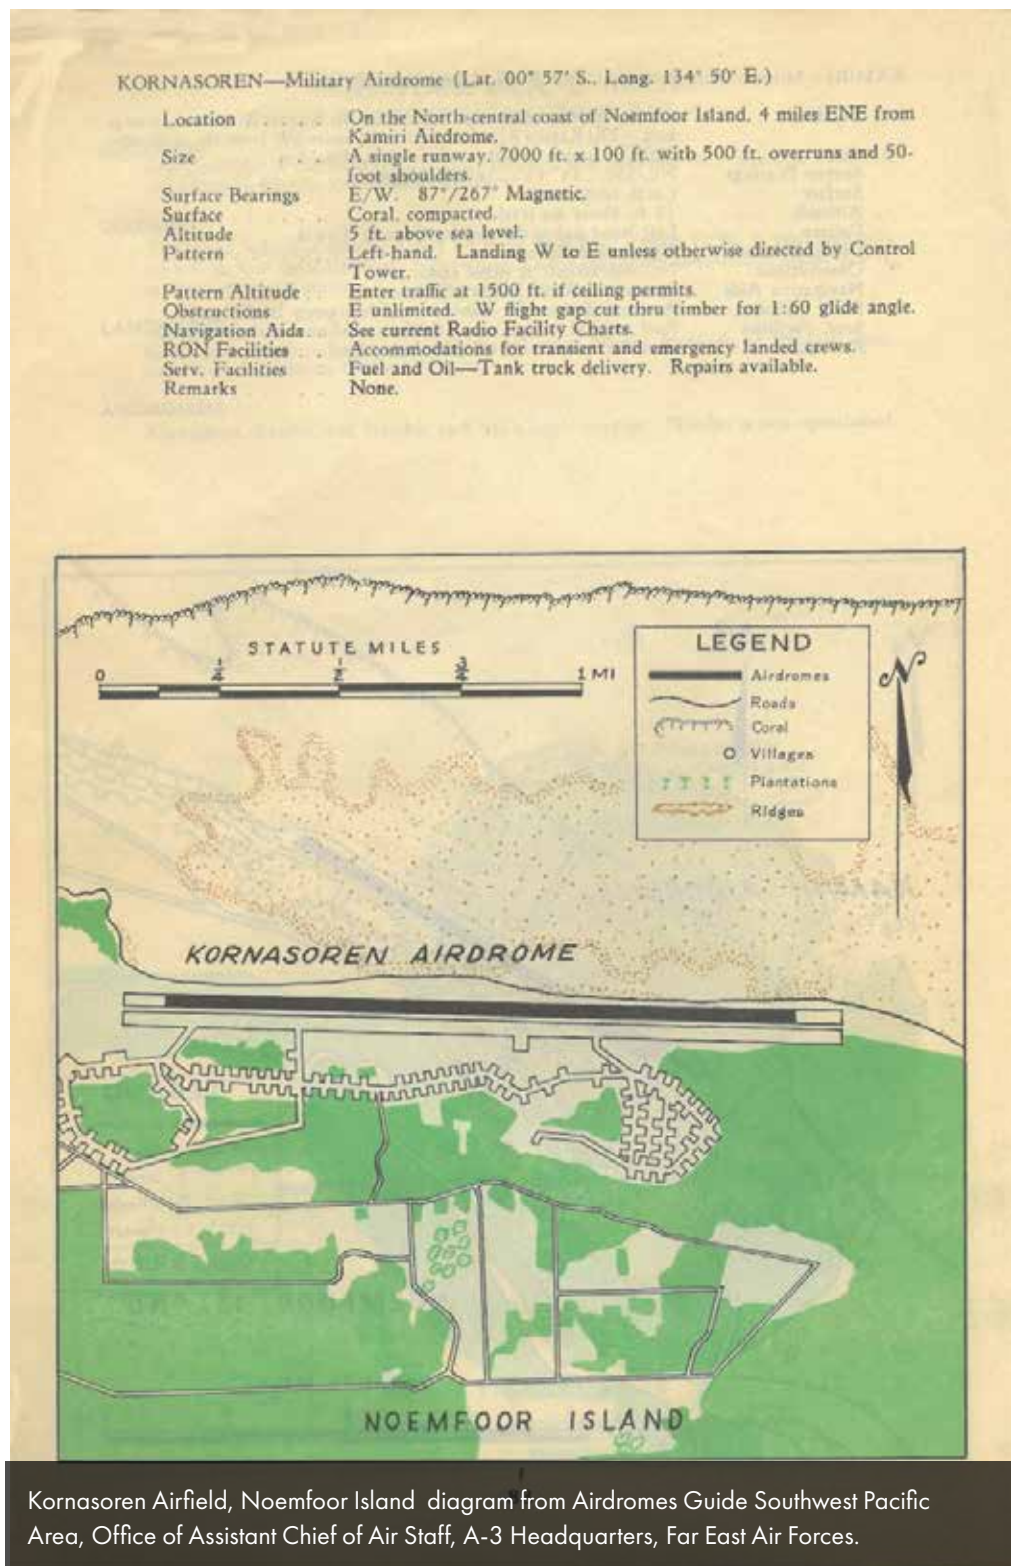 KORNASOREN—Military Airdrome (Lat. 00° 57' S., Long. 134° 50' E.)
Location . . . . . On the North-central coast of Noemfoor Island. 4 miles ENE from
Kamiri Airdrome.
Size . . . A single runway. 7000 ft. x 100 ft. with 500 ft. overruns and 50-
foot shoulders.
Surface Bearings E/W. 87°/267° Magnetic.
Surface . . . Coral, compacted.
Altitude 5 ft. above sea level.
Pattern Left-hand. Landing W to E unless otherwise directed by Control
Tower.
Pattern Altitude . . Enter traffic at 1500 ft. if ceiling permits.
Obstructions E unlimited. W flight gap cut thru timber for 1:60 glide angle.
Navigation Aids . See current Radio Facility Charts.
RON Facilities . . Accommodations for transient and emergency landed crews.
Serv. Facilities Fuel and Oil—Tank truck delivery. Repairs available.
Remarks . . None.
STATUTE MILES
0 1/4 1/2 3/4 1 MI
LEGEND
Airdromes
Roads
Coral
Villages
Plantations
Ridges
N
KORNASOREN AIRDROME
NOEMFOOR ISLAND
Kornasoren Airfield, Noemfoor Island diagram from Airdromes Guide Southwest Pacific
Area, Office of Assistant Chief of Air Staff, A-3 Headquarters, Far East Air Forces.